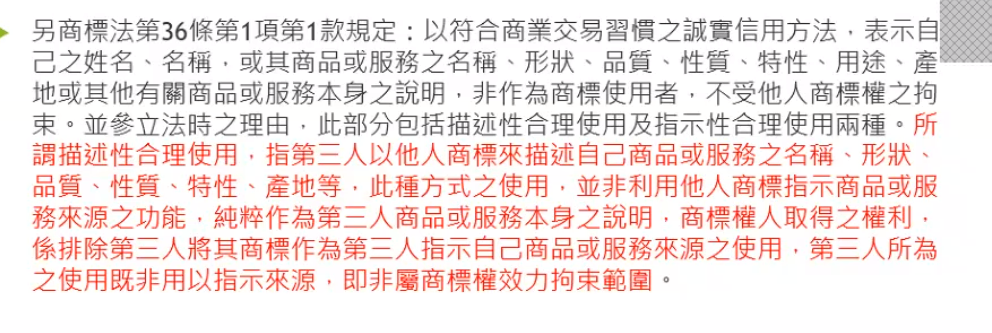 另商標法第36條第1項第1款規定：以符合商業交易習慣之誠實信用方法，表示自
己之姓名、名稱，或其商品或服務之名稱、形狀、品質、性質、特性、用途、產
地或其他有關商品或服務本身之說明，非作為商標使用者，不受他人商標權之拘
束。並參立法時之理由，此部分包括描述性合理使用及指示性合理使用兩種。所
謂描述性合理使用，指第三人以他人商標來描述自己商品或服務之名稱、形狀、
品質、性質、特性、產地等，此種方式之使用，並非利用他人商標指示商品或服
務來源之功能，純粹作為第三人商品或服務本身之說明，商標權人取得之權利，
係排除第三人將其商標作為第三人指示自己商品或服務來源之使用，第三人所為
之使用既非用以指示來源，即非屬商標權效力拘束範圍。